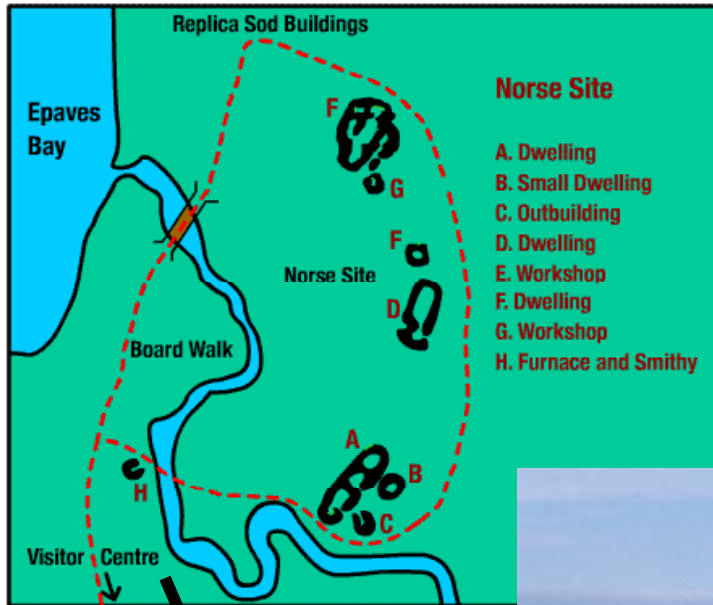 Replica Sod Buildings
Epaves
Bay
Norse Site
A. Dwelling
B. Small Dwelling
C. Outbuilding
D. Dwelling
E. Workshop
F. Dwelling
G. Workshop
H. Furnace and Smithy
F
G
F
Norse Site
D
Board Walk
A
B
H
C
Visitor Centre